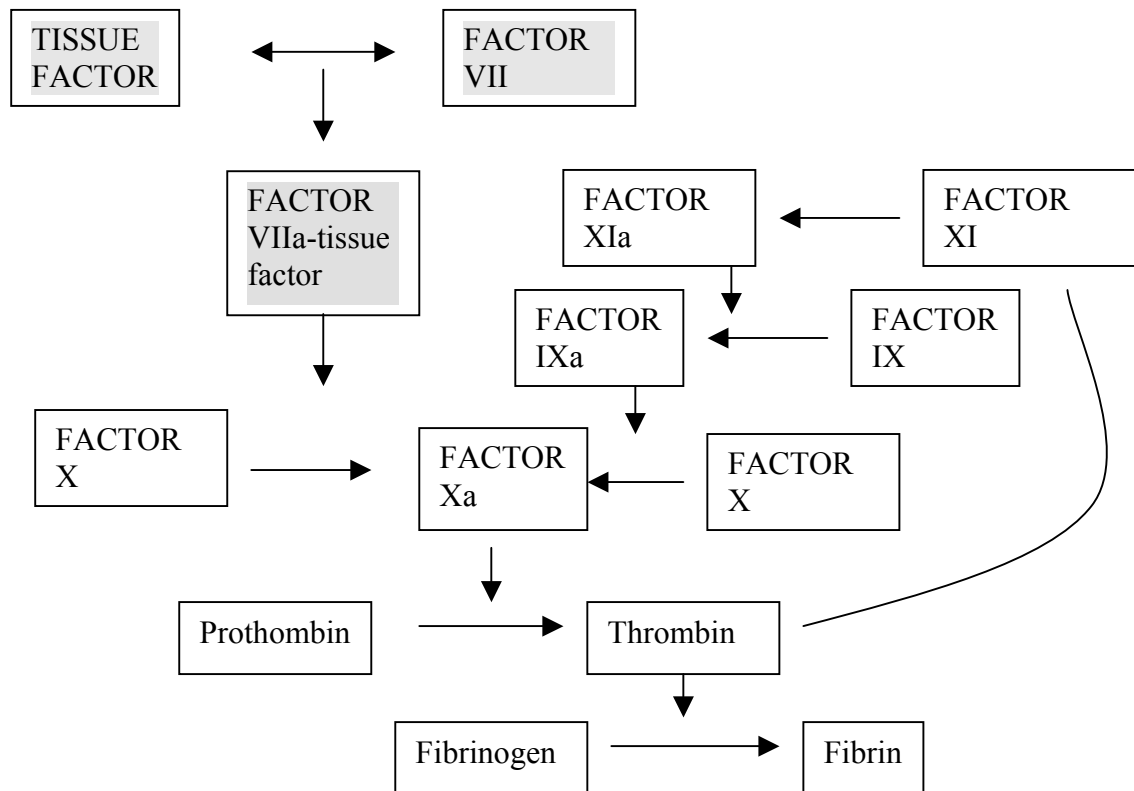 TISSUE
FACTOR
FACTOR
VII
FACTOR
VIIa-tissue
factor
FACTOR
XIa
FACTOR
XI
FACTOR
IXa
FACTOR
IX
FACTOR
X
FACTOR
Xa
FACTOR
X
Prothombin
Thrombin
Fibrinogen
Fibrin